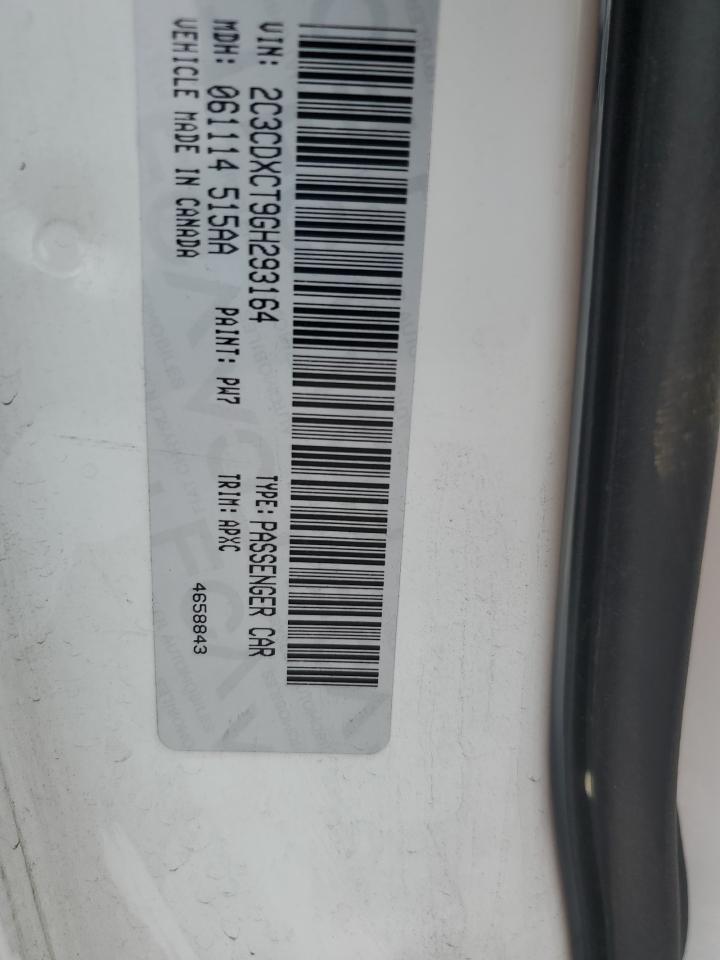 VIN: 2C3CDXCT9GH293164 TYPE: PASSENGER CAR
MDH: 061114 515AA PAINT: PW7 TRIM: APXC
VEHICLE MADE IN CANADA 4658843